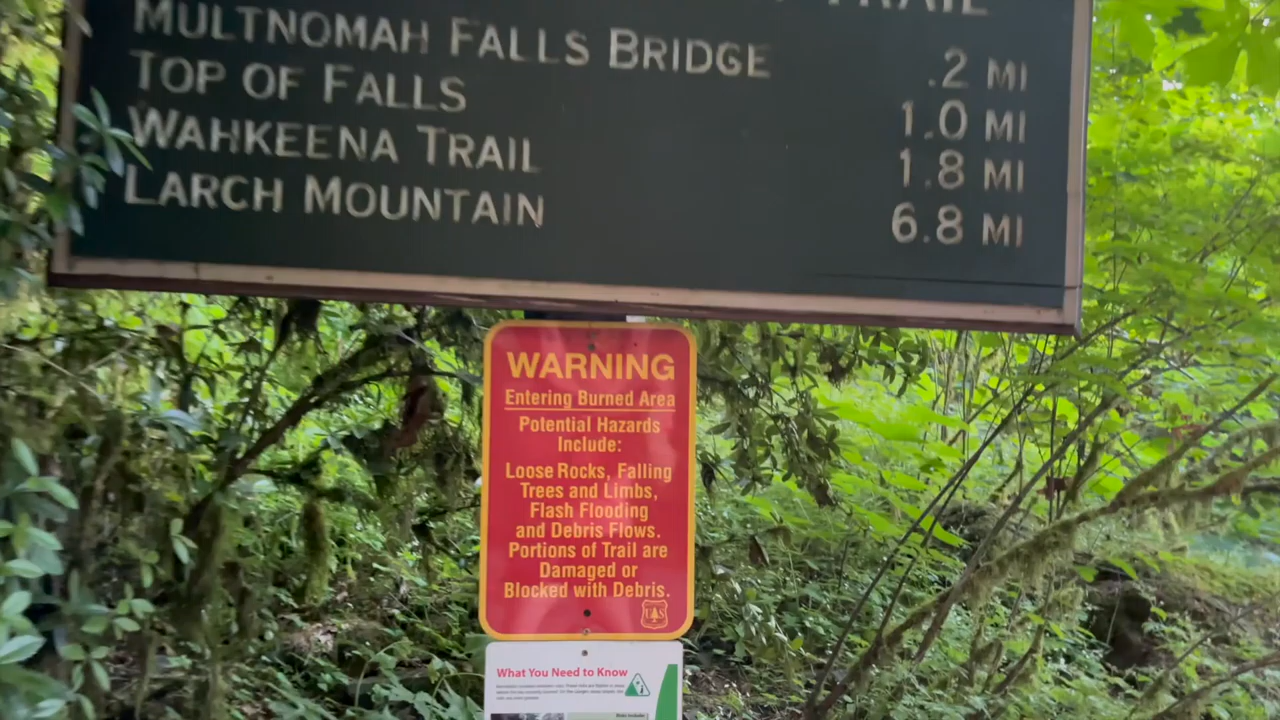 TRAIL
MULTNOMAH FALLS BRIDGE .2 MI
TOP OF FALLS 1.0 MI
WAHKEENA TRAIL 1.8 MI
LARCH MOUNTAIN 6.8 MI
WARNING
Entering Burned Area
Potential Hazards
Include:
Loose Rocks, Falling
Trees and Limbs,
Flash Flooding
and Debris Flows.
Portions of Trail are
Damaged or
Blocked with Debris.
U S
What You Need to Know